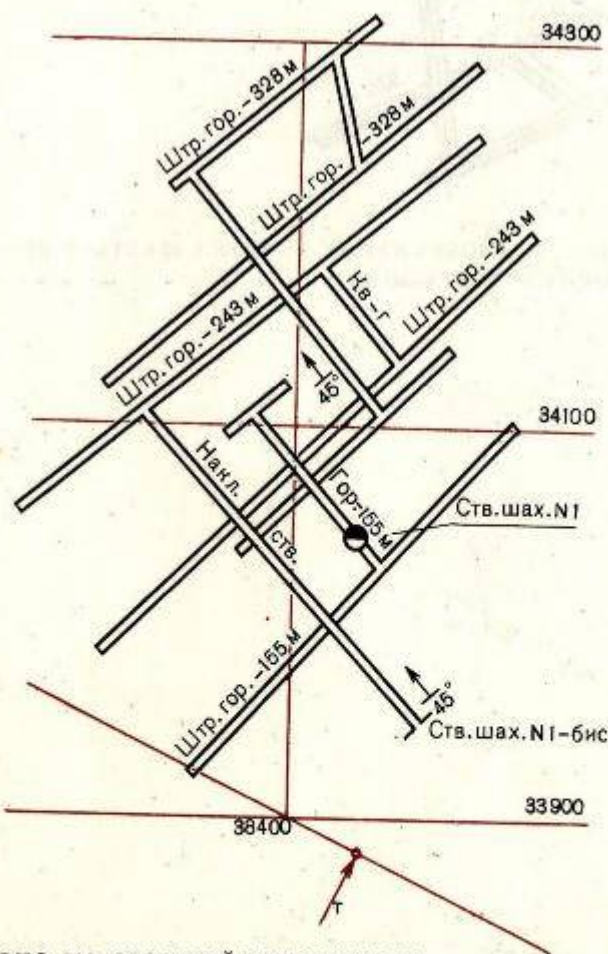 34300
Штр. гор. -328 м
Штр. гор. -328 м
Штр. гор. -243 м
Кв-г
Штр. гор. -243 м
45°
34100
Накл. ств.
Гор.-155 м
Ств. шах. N1
Штр. гор. -155 м
45°
Ств. шах. N1-бис
38400
33900
т